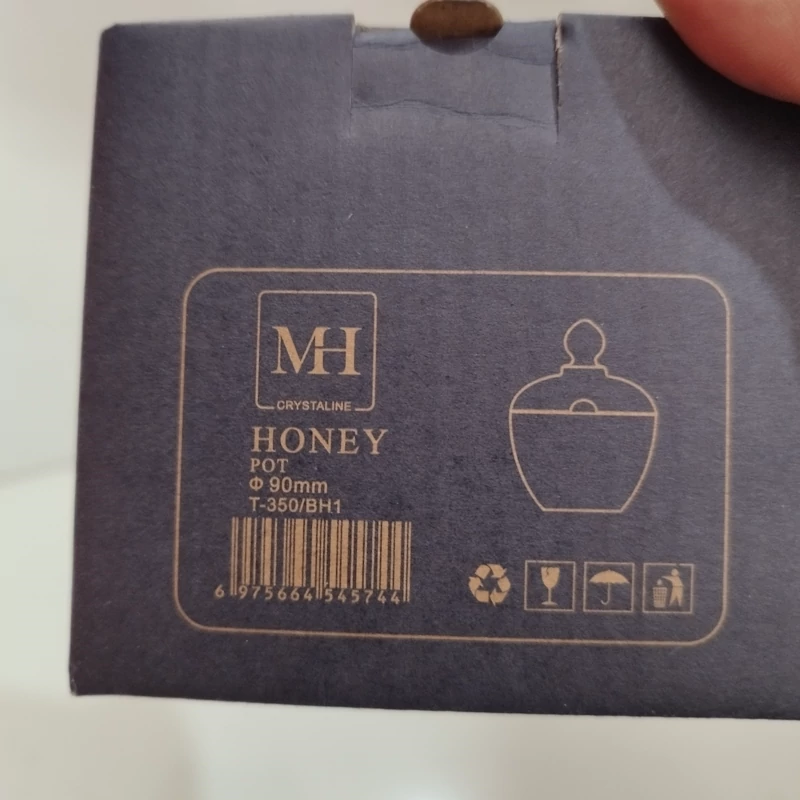 MH
CRYSTALINE
HONEY
POT
Φ 90mm
T-350/BH1
6 975664 545744